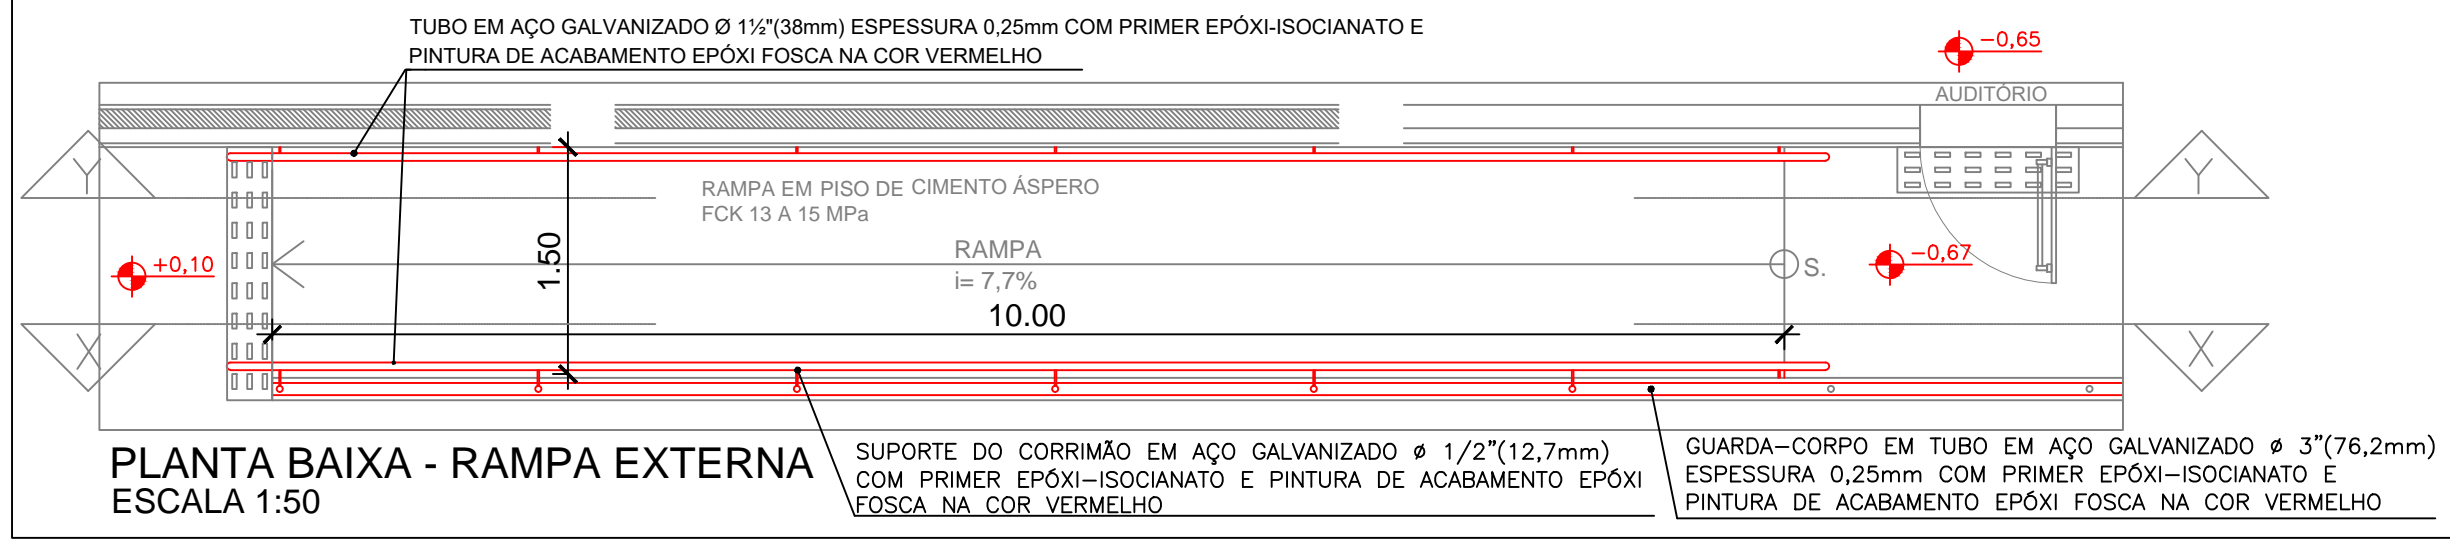 TUBO EM AÇO GALVANIZADO Ø 1½"(38mm) ESPESSURA 0,25mm COM PRIMER EPÓXI-ISOCIANATO E
PINTURA DE ACABAMENTO EPÓXI FOSCA NA COR VERMELHO
-0,65
AUDITÓRIO
Y
Y
RAMPA EM PISO DE CIMENTO ÁSPERO
FCK 13 A 15 MPa
1.50
RAMPA
i= 7,7%
+0,10
S.
-0,67
10.00
X
X
PLANTA BAIXA - RAMPA EXTERNA
ESCALA 1:50
SUPORTE DO CORRIMÃO EM AÇO GALVANIZADO ø 1/2"(12,7mm)
COM PRIMER EPÓXI-ISOCIANATO E PINTURA DE ACABAMENTO EPÓXI
FOSCA NA COR VERMELHO
GUARDA-CORPO EM TUBO EM AÇO GALVANIZADO ø 3"(76,2mm)
ESPESSURA 0,25mm COM PRIMER EPÓXI-ISOCIANATO E
PINTURA DE ACABAMENTO EPÓXI FOSCA NA COR VERMELHO